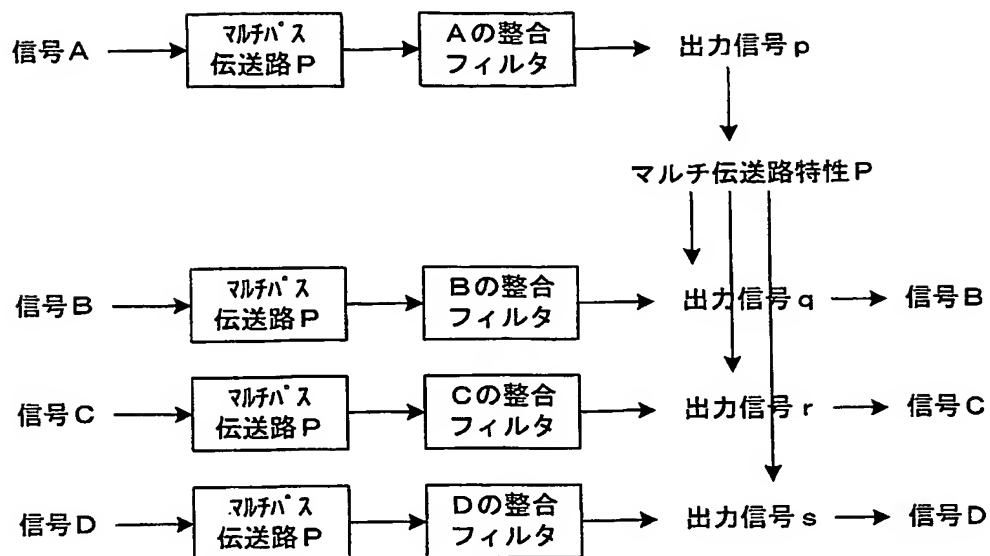 信号A
マルチパス
伝送路P
Aの整合
フィルタ
出力信号p
マルチ伝送路特性P
信号B
マルチパス
伝送路P
Bの整合
フィルタ
出力信号q
信号B
信号C
マルチパス
伝送路P
Cの整合
フィルタ
出力信号r
信号C
信号D
マルチパス
伝送路P
Dの整合
フィルタ
出力信号s
信号D